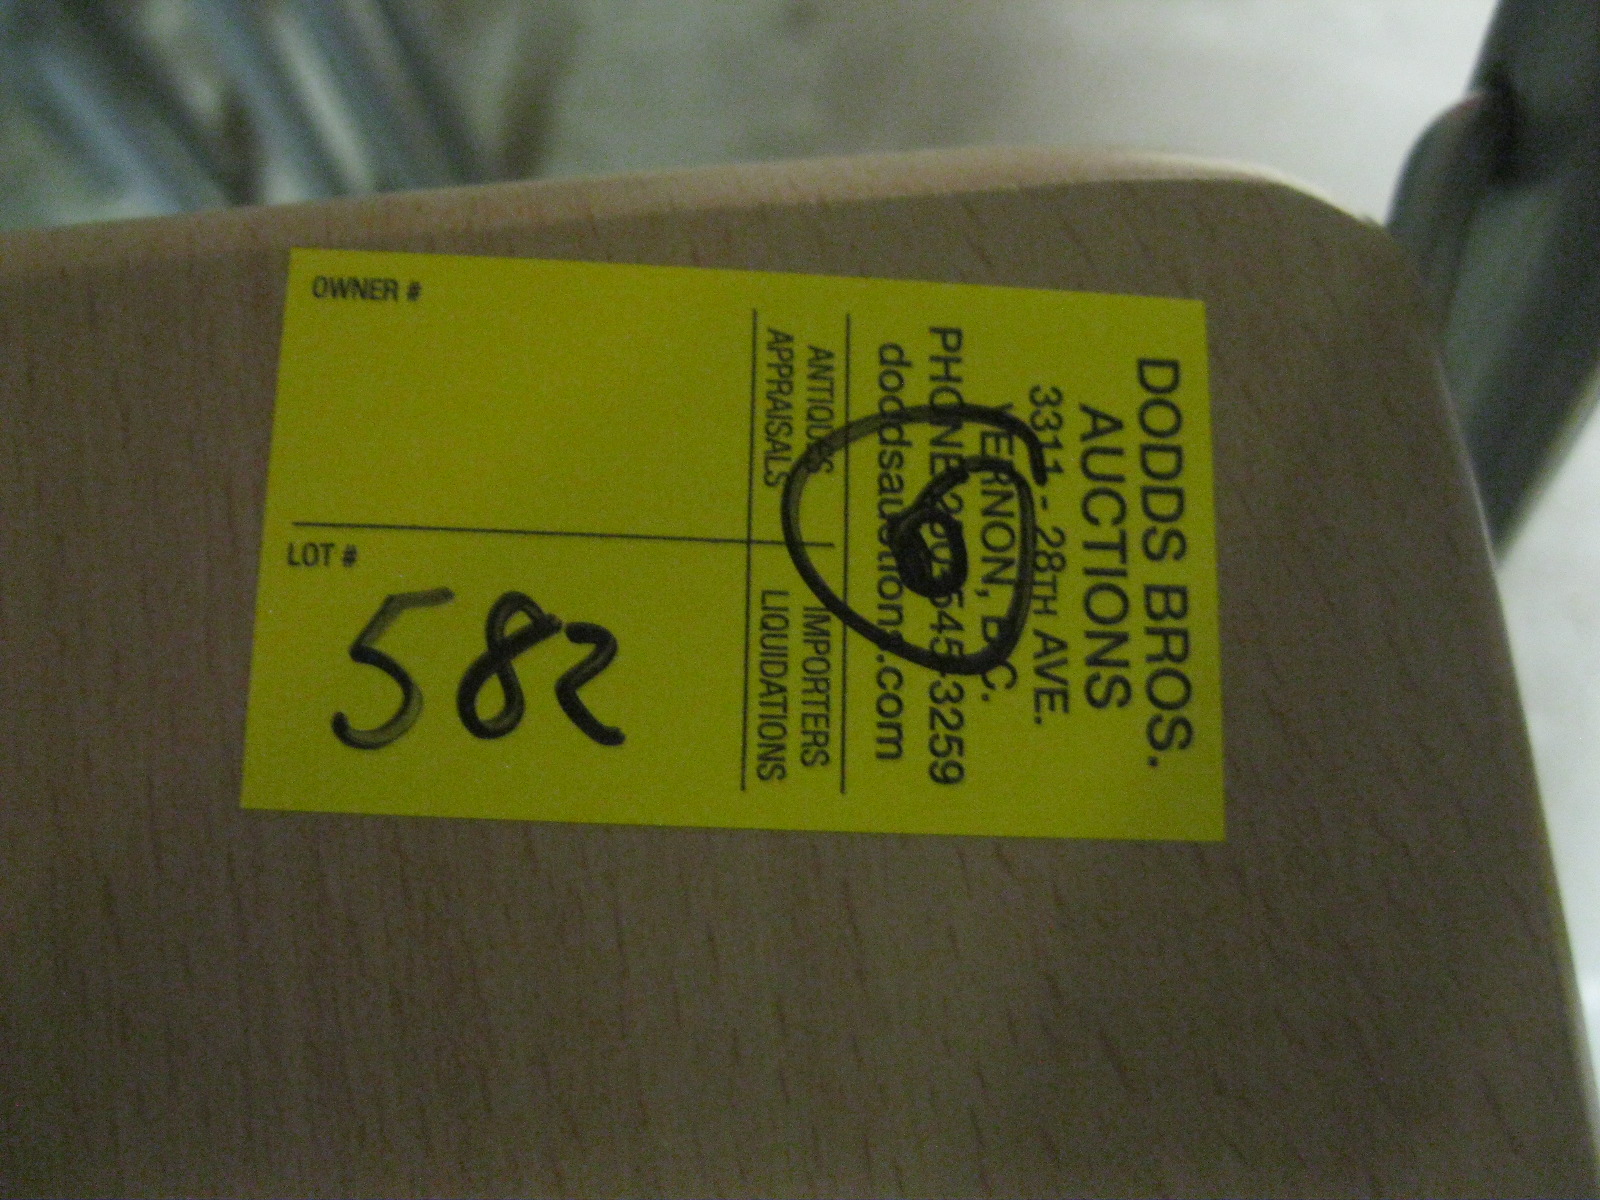 DODDS BROS.
AUCTIONS
3311 - 28TH AVE.
VERNON, B.C.
PHONE 250-545-3259
doddsauctions.com
ANTIQUES IMPORTERS
APPRAISALS LIQUIDATIONS
6
OWNER #
LOT #
582